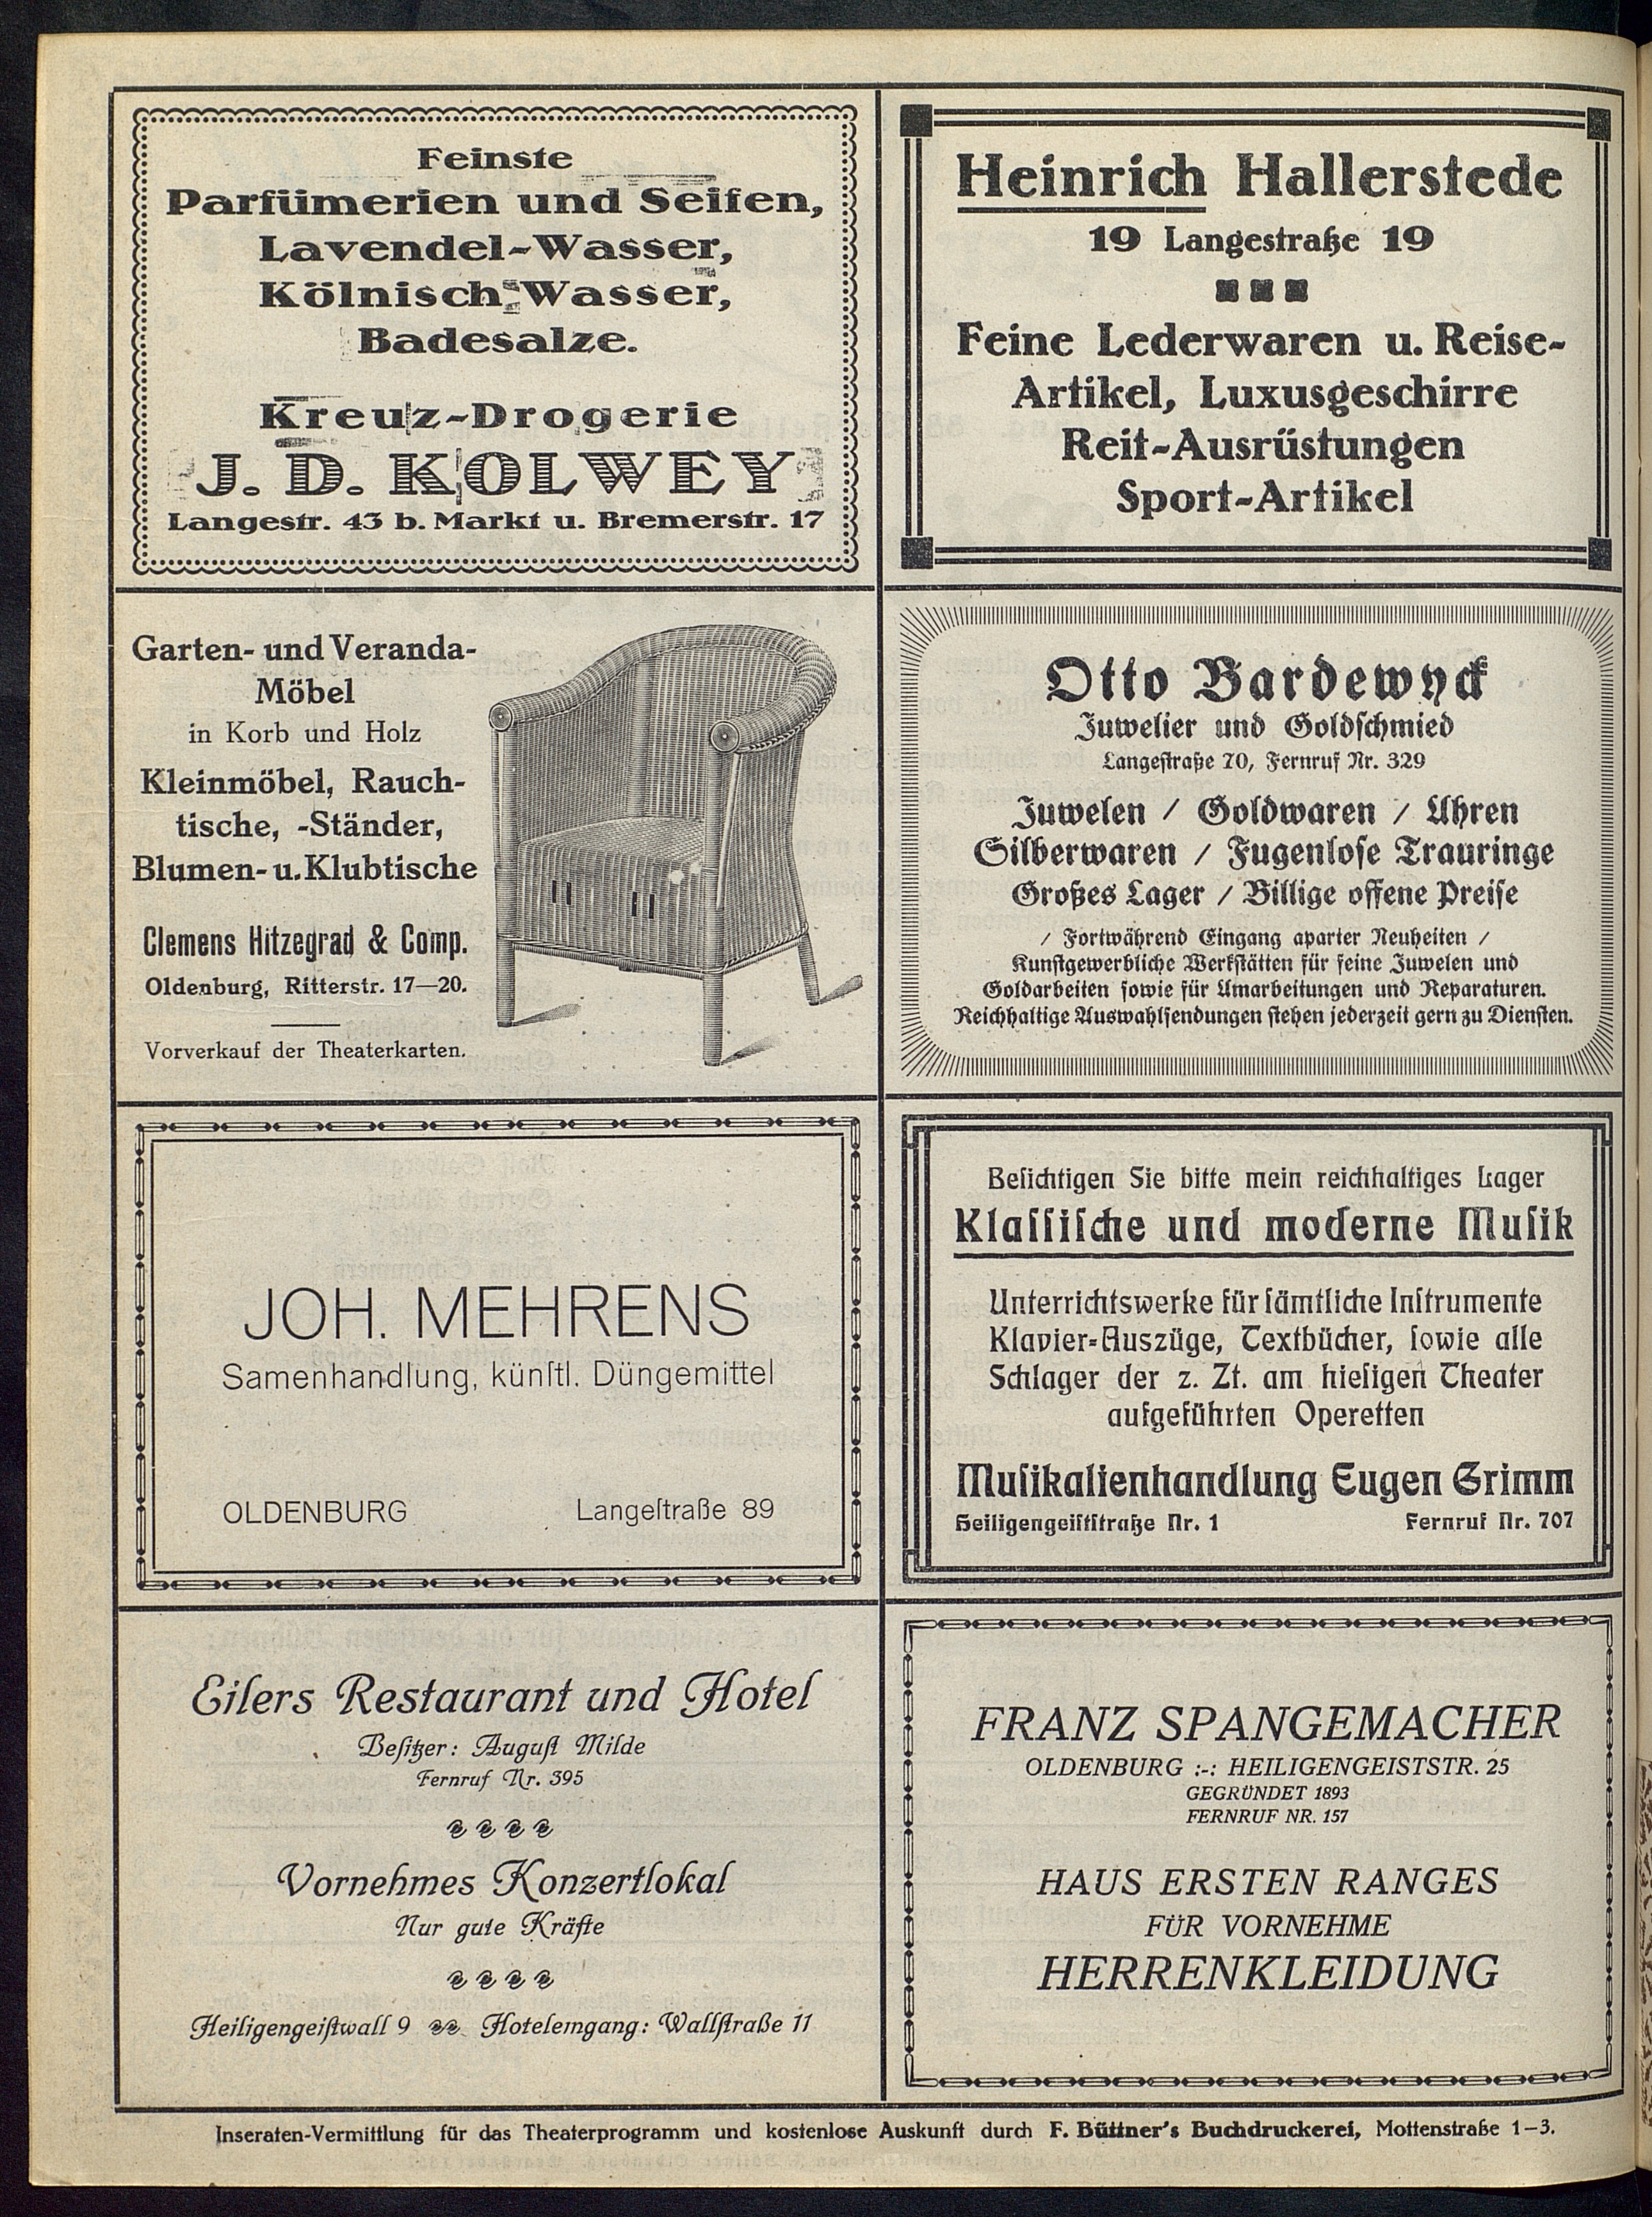 Feinste
Parfümerien und Seifen,
Lavendel-Wasser,
Kölnisch-Wasser,
Badesalze.
Kreuz-Drogerie
J. D. KOLWEY
Langestr. 43 b. Markt u. Bremerstr. 17
Heinrich Hallerstede
19 Langestraße 19
Feine Lederwaren u. Reise-
Artikel, Luxusgeschirre
Reit-Ausrüstungen
Sport-Artikel
Garten- und Veranda-
Möbel
in Korb und Holz
Kleinmöbel, Rauch-
tische, -Ständer,
Blumen- u. Klubtische
Clemens Hitzegrad & Comp.
Oldenburg, Ritterstr. 17—20.
Vorverkauf der Theaterkarten.
Otto Bardewyck
Juwelier und Goldſchmied
Langeſtraße 70, Fernruf Nr. 329
Juwelen / Goldwaren / Uhren
Silberwaren / Fugenloſe Trauringe
Großes Lager / Billige offene Preiſe
/ Fortwährend Eingang aparter Neuheiten /
Kunſtgewerbliche Werkſtätten für feine Juwelen und
Goldarbeiten ſowie für Umarbeitungen und Reparaturen.
Reichhaltige Auswahlſendungen ſtehen jederzeit gern zu Dienſten.
JOH. MEHRENS
Samenhandlung, künſtl. Düngemittel
OLDENBURG Langeſtraße 89
Beſichtigen Sie bitte mein reichhaltiges Lager
Klaſſiſche und moderne Muſik
Unterrichtswerke für ſämtliche Inſtrumente
Klavier-Auszüge, Textbücher, ſowie alle
Schlager der z. Zt. am hieſigen Theater
aufgeführten Operetten
Muſikalienhandlung Eugen Grimm
Heiligengeiſtſtraße Nr. 1 Fernruf Nr. 707
Eilers Restaurant und Hotel
Beſitzer: Auguſt Milde
Fernruf Nr. 395
Vornehmes Konzertlokal
Nur gute Kräfte
Heiligengeiſtwall 9 Hoteleingang: Wallſtraße 11
FRANZ SPANGEMACHER
OLDENBURG :-: HEILIGENGEISTSTR. 25
GEGRÜNDET 1893
FERNRUF NR. 157
HAUS ERSTEN RANGES
FÜR VORNEHME
HERRENKLEIDUNG
Inseraten-Vermittlung für das Theaterprogramm und kostenlose Auskunft durch F. Büttner's Buchdruckerei, Mottenstraße 1–3.